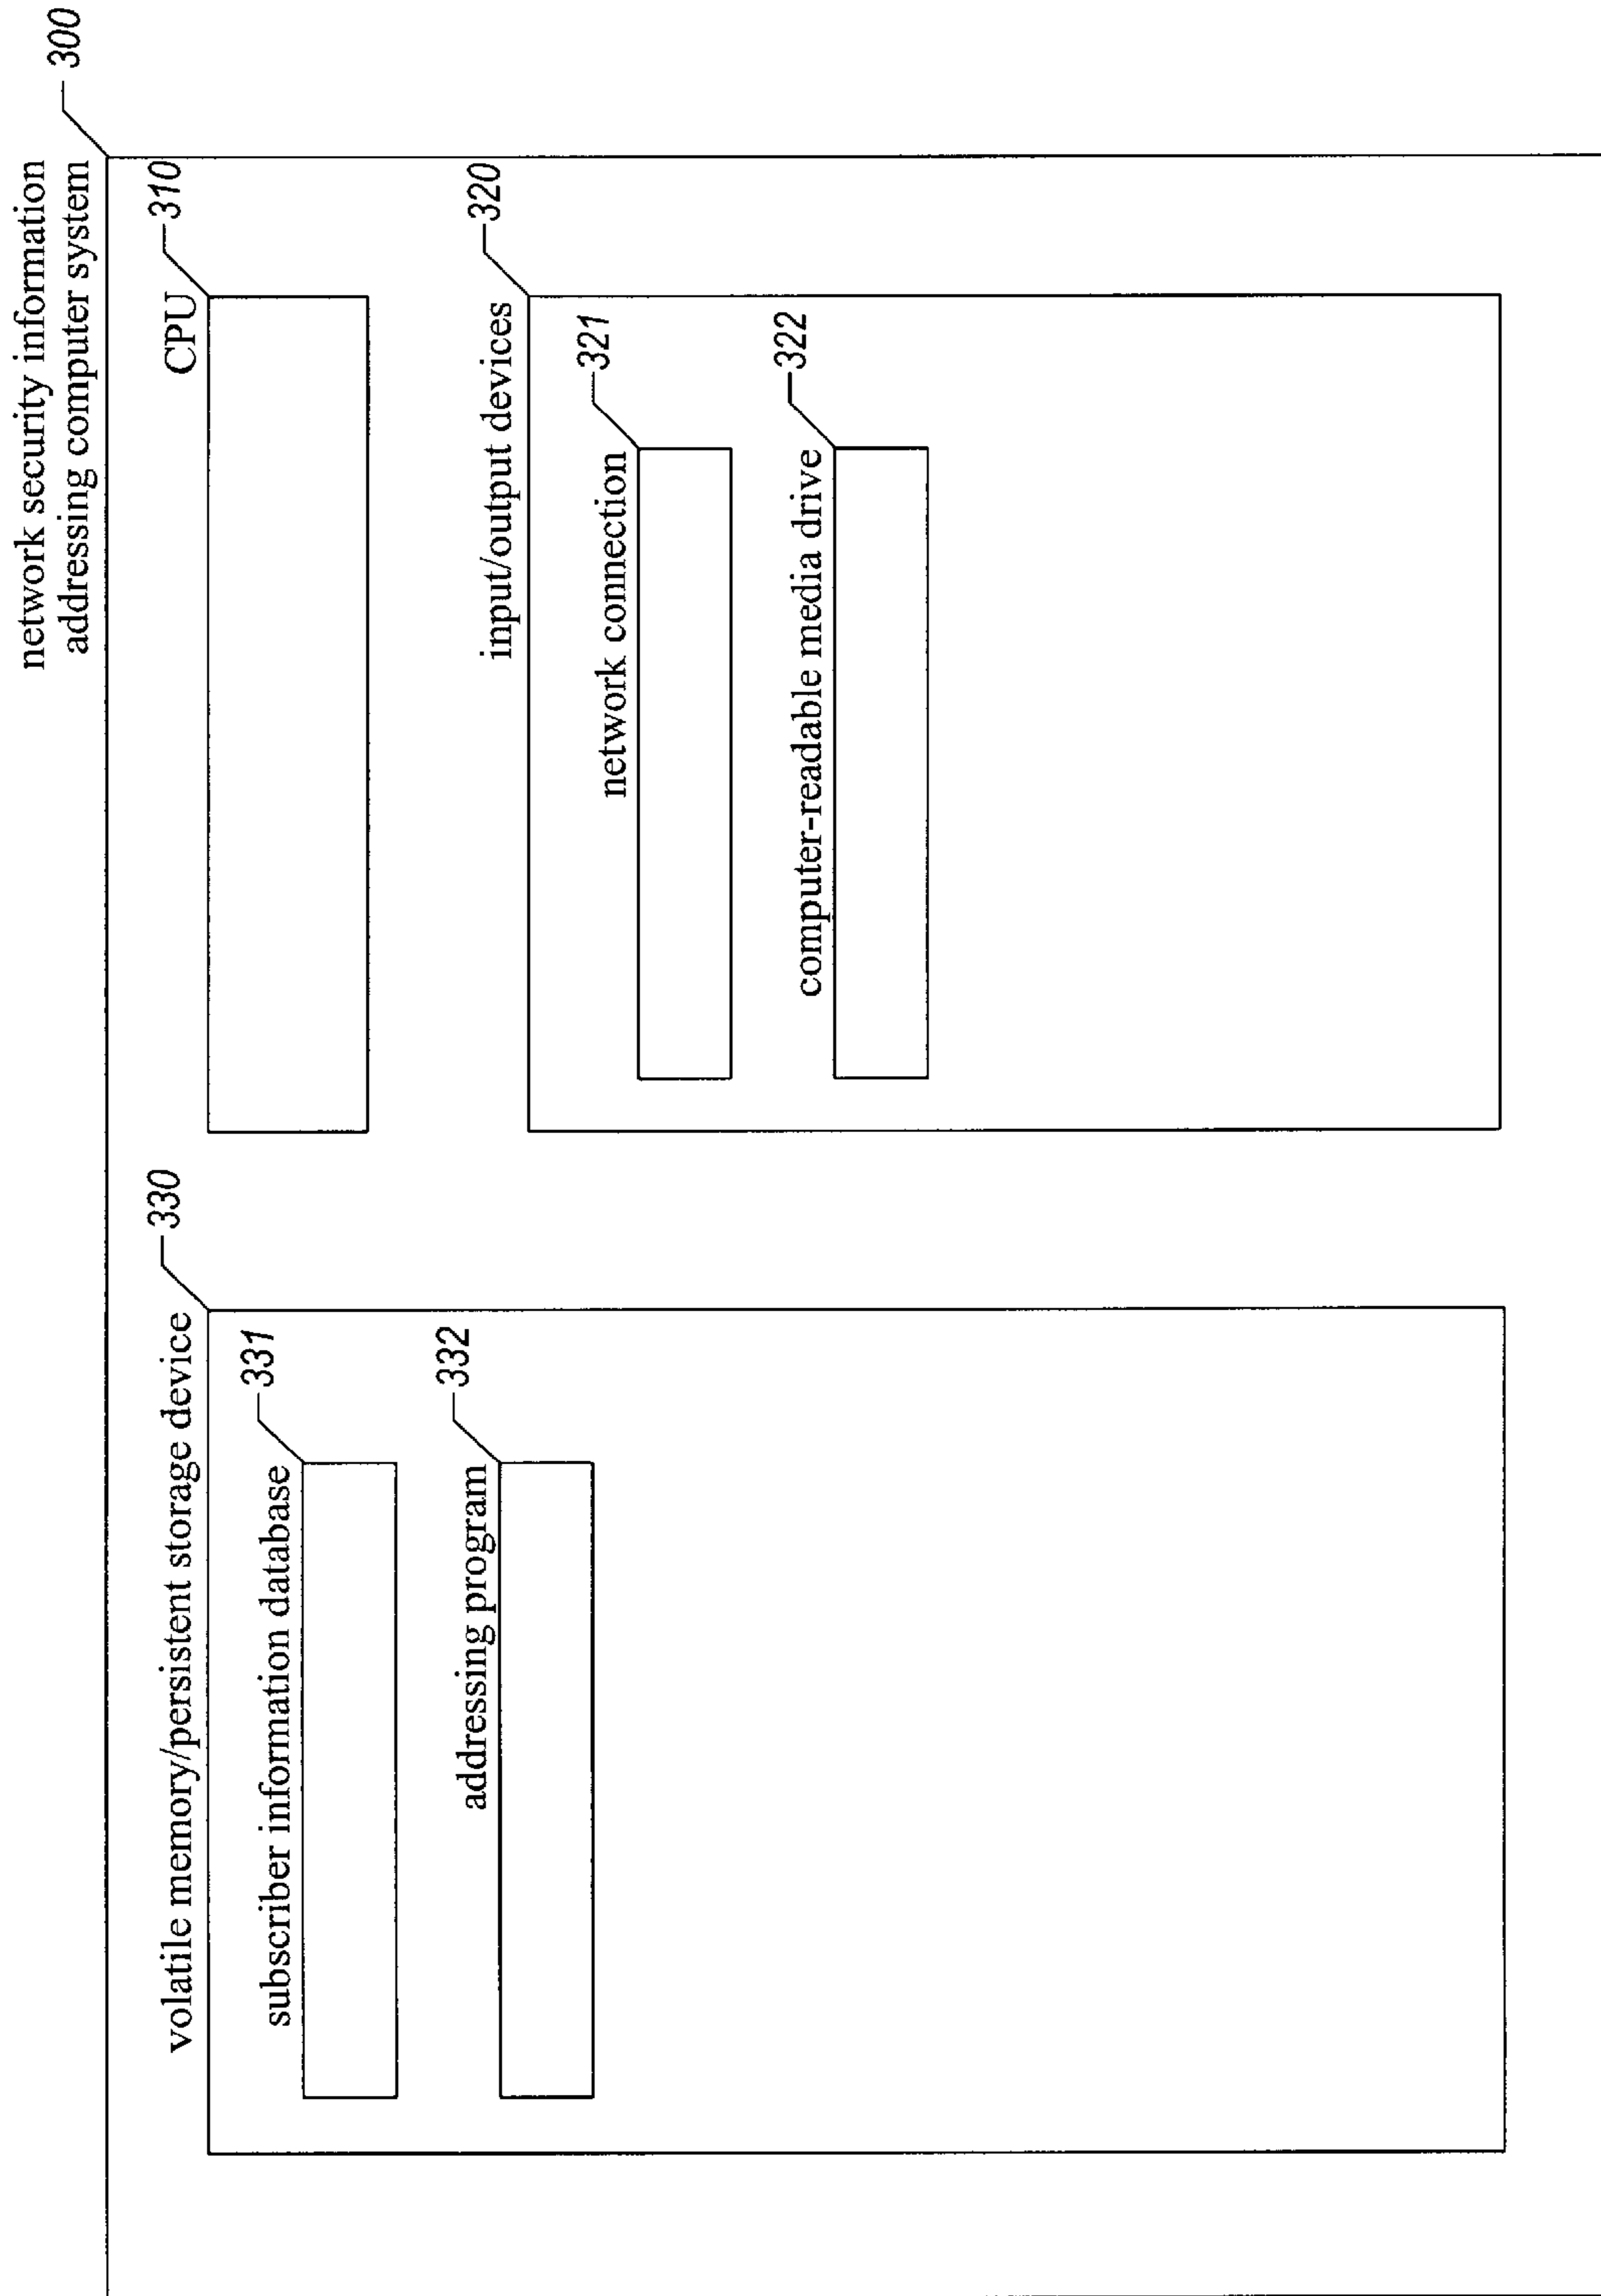 network security information
addressing computer system
300
volatile memory/persistent storage device
330
subscriber information database
331
addressing program
332
CPU
310
input/output devices
320
network connection
321
computer-readable media drive
322